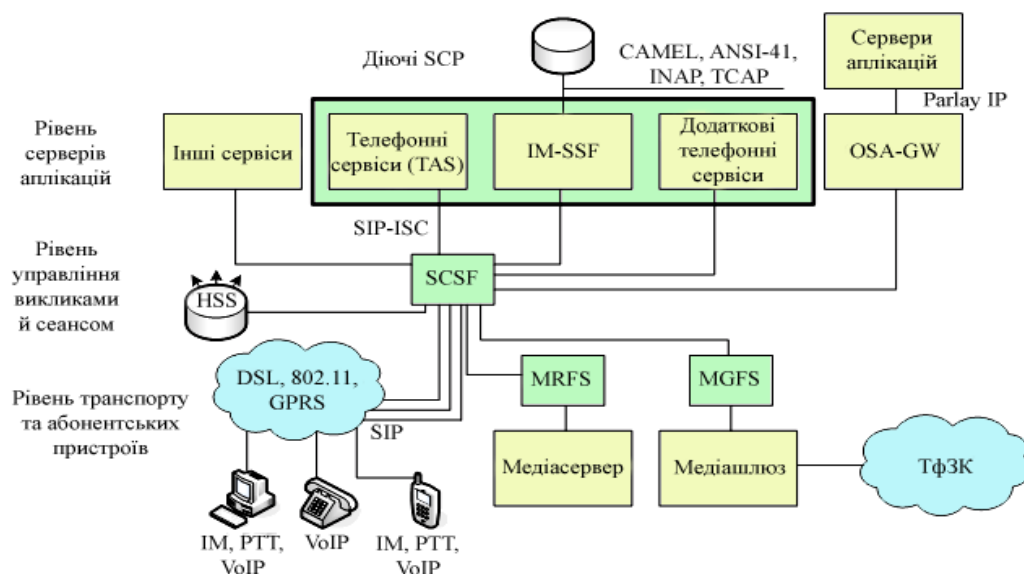 Діючі SCP
CAMEL, ANSI-41,
INAP, TCAP
Сервери
аплікацій
Parlay IP
Рівень
серверів
аплікацій
Інші сервіси
Телефонні
сервіси (TAS)
IM-SSF
Додаткові
телефонні
сервіси
OSA-GW
SIP-ISC
Рівень
управління
викликами
й сеансом
HSS
SCSF
DSL, 802.11,
GPRS
MRFS
MGFS
Рівень транспорту
та абонентських
пристроїв
SIP
Медіасервер
Медіашлюз
ТфЗК
IM, PTT,
VoIP
VoIP
IM, PTT,
VoIP